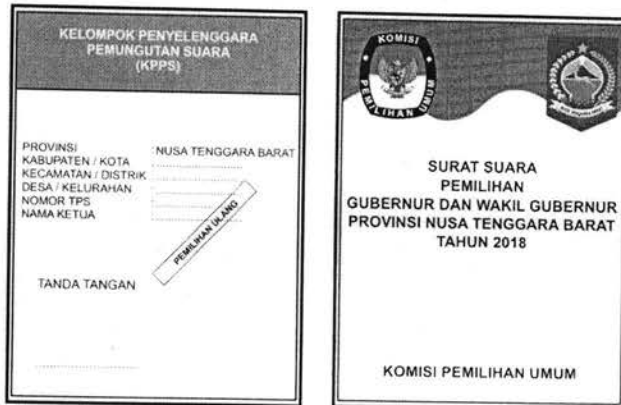 KELOMPOK PENYELENGGARA
PEMUNGUTAN SUARA
(KPPS)
PROVINSI : NUSA TENGGARA BARAT
KABUPATEN / KOTA
KECAMATAN / DISTRIK
DESA / KELURAHAN
NOMOR TPS
NAMA KETUA
PEMILIHAN ULANG
TANDA TANGAN
KOMISI
PEMILIHAN UMUM
SURAT SUARA
PEMILIHAN
GUBERNUR DAN WAKIL GUBERNUR
PROVINSI NUSA TENGGARA BARAT
TAHUN 2018
KOMISI PEMILIHAN UMUM